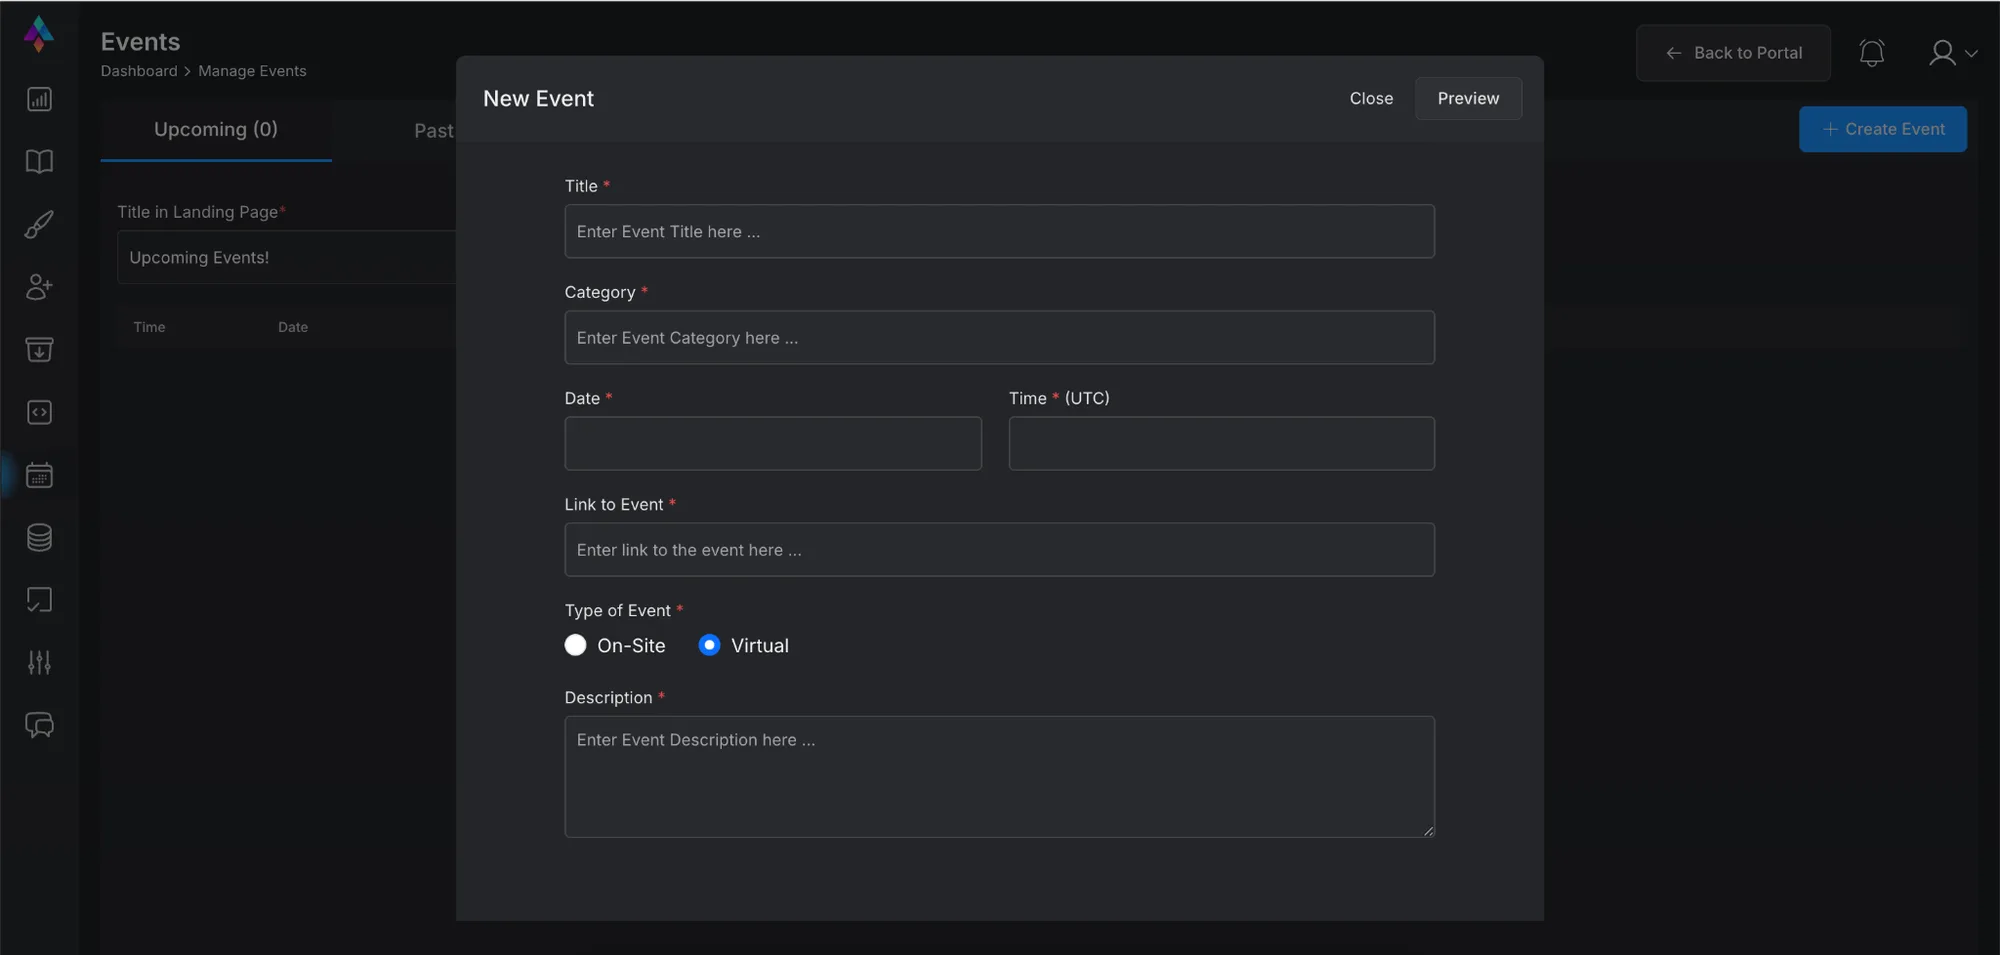 Events
Dashboard > Manage Events
← Back to Portal
Upcoming (0)
Past
+ Create Event
Title in Landing Page*
Upcoming Events!
Time Date
New Event
Close
Preview
Title *
Enter Event Title here ...
Category *
Enter Event Category here ...
Date *
Time * (UTC)
Link to Event *
Enter link to the event here ...
Type of Event *
On-Site Virtual
Description *
Enter Event Description here ...